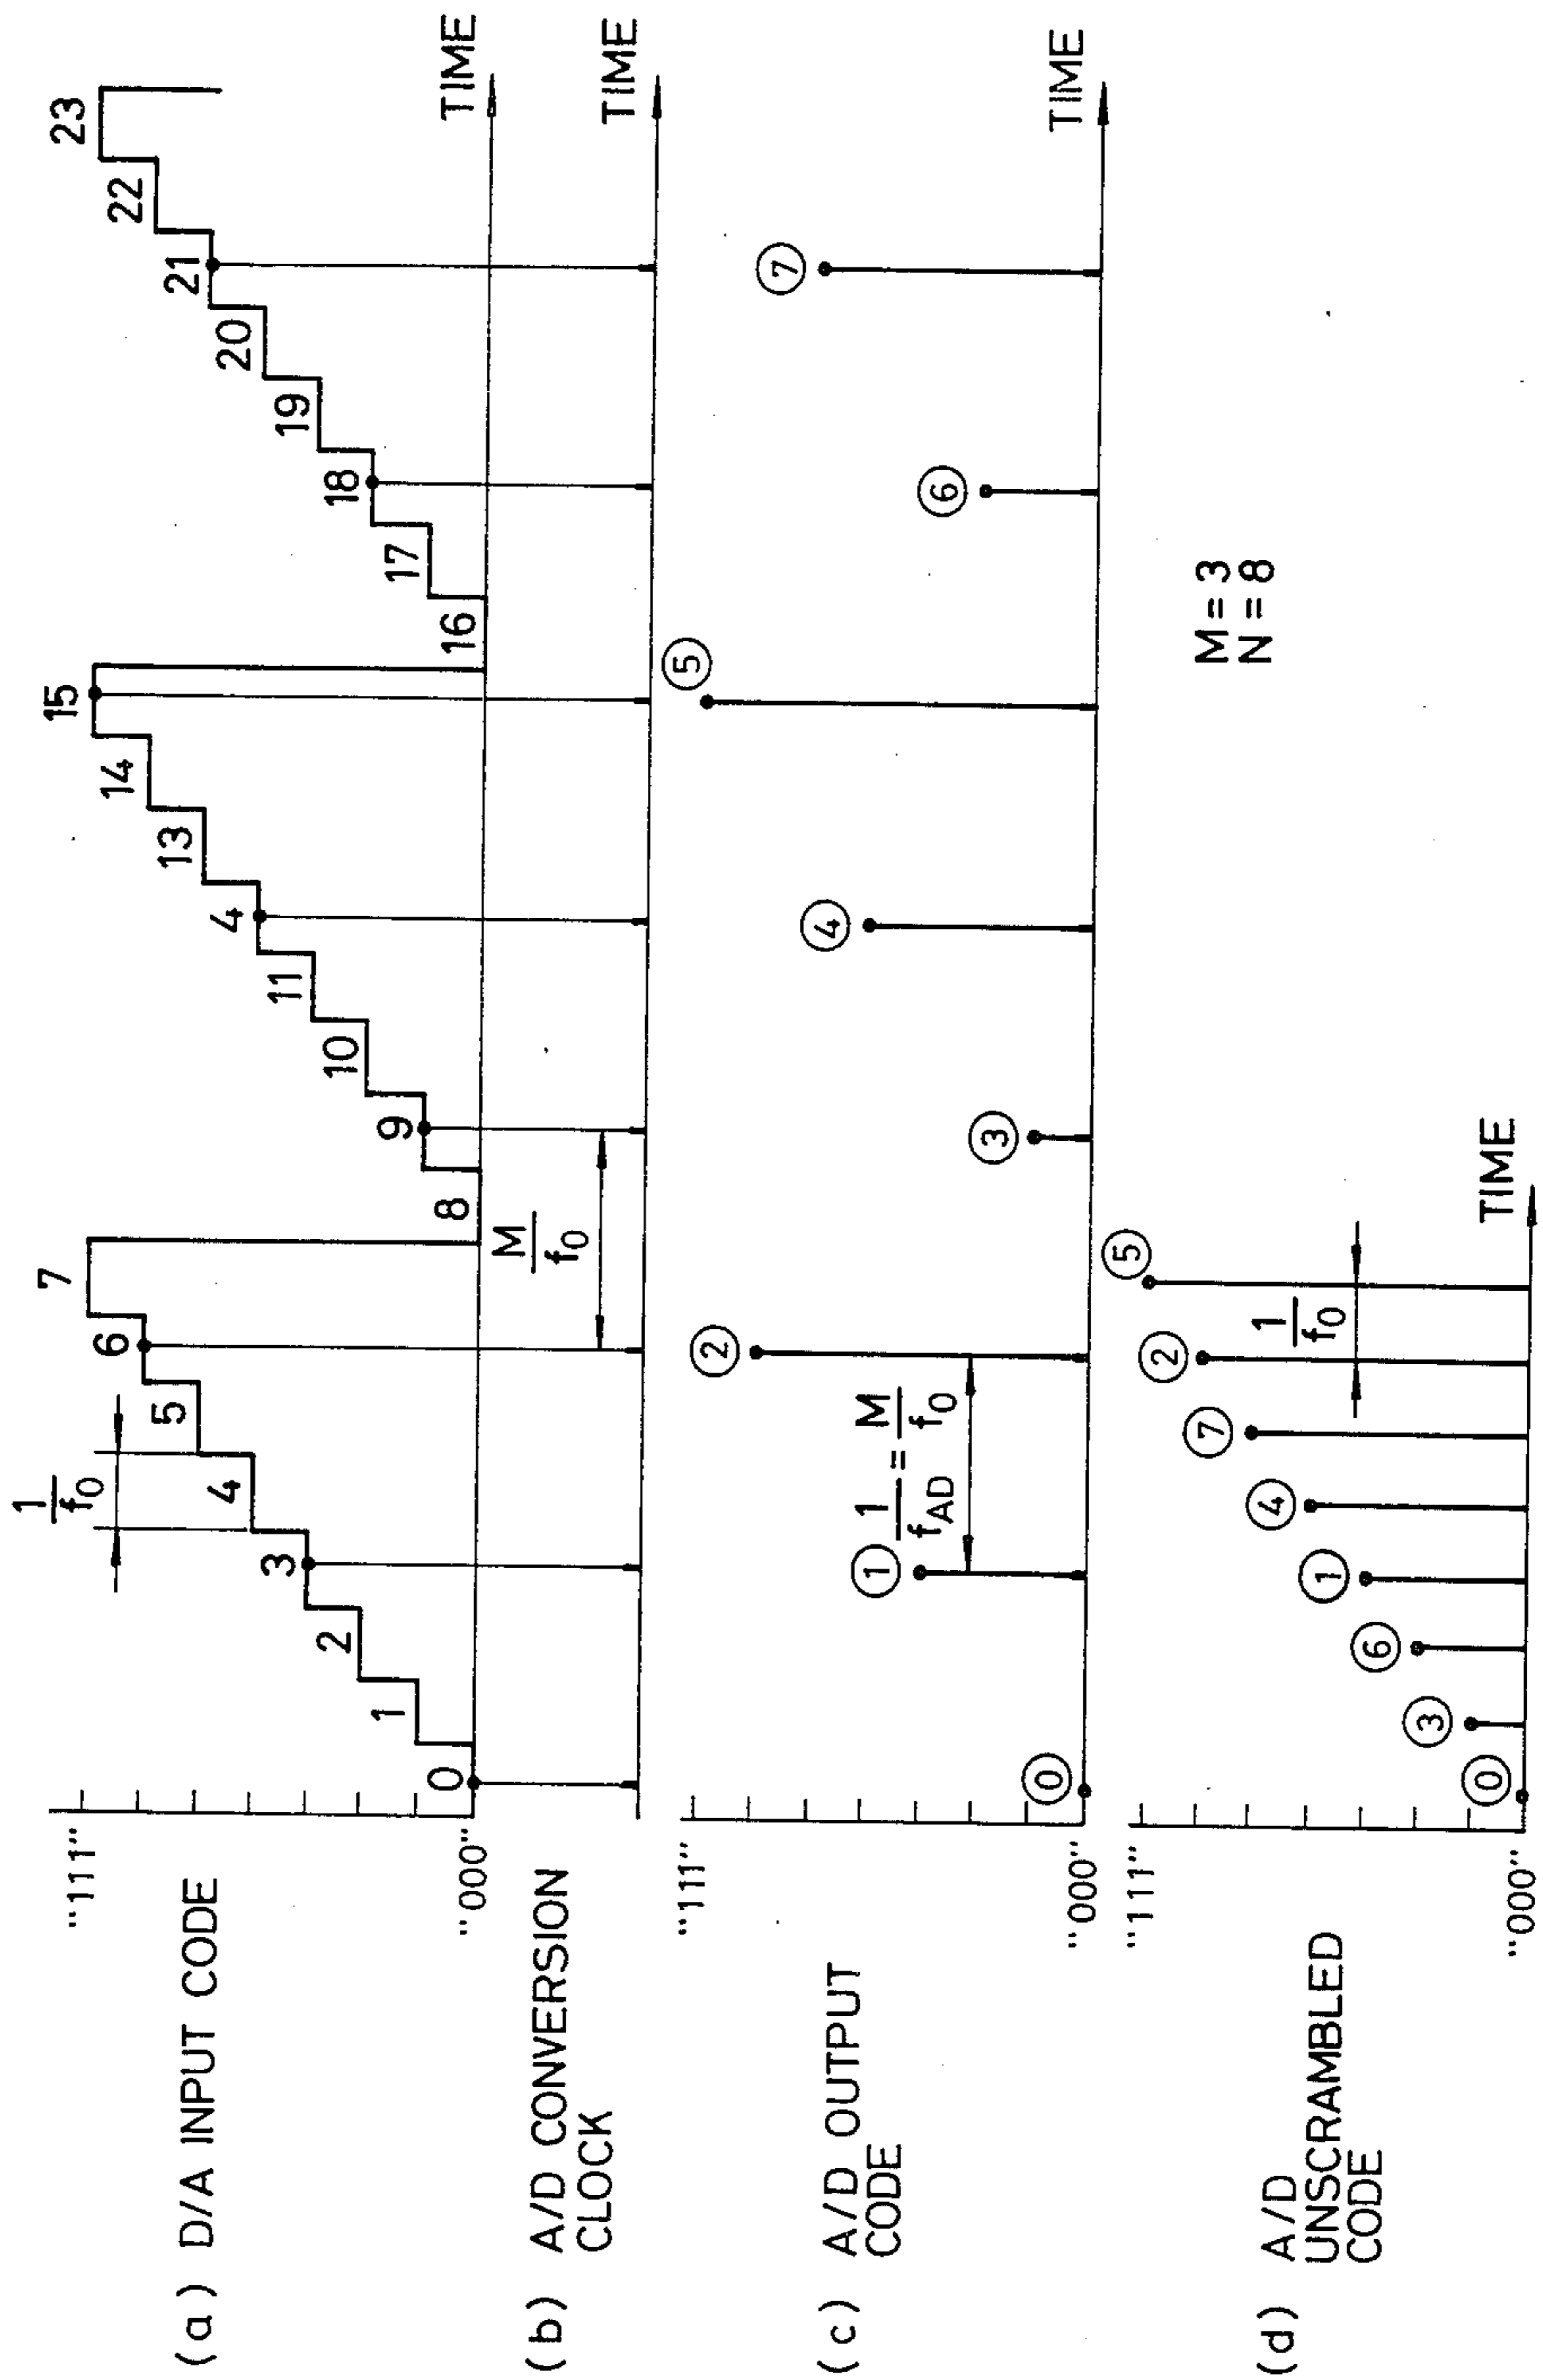 (a) D/A INPUT CODE
"111"
"000"
0
1
2
3
4
5
6
7
8
9
10
11
4
13
14
15
16
17
18
19
20
21
22
23
1
f0
TIME
(b) A/D CONVERSION
CLOCK
M
f0
TIME
(c) A/D OUTPUT
CODE
"111"
"000"
0
1
2
3
4
5
6
7
1/fAD = M/f0
TIME
(d) A/D
UNSCRAMBLED
CODE
"111"
"000"
0
3
6
1
4
7
2
5
1
f0
TIME
M = 3
N = 8